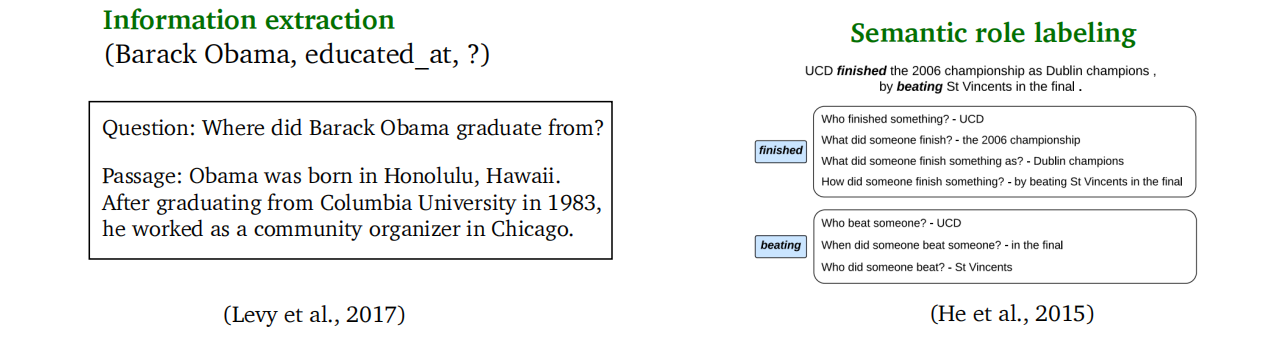 Information extraction
(Barack Obama, educated_at, ?)
Question: Where did Barack Obama graduate from?
Passage: Obama was born in Honolulu, Hawaii.
After graduating from Columbia University in 1983,
he worked as a community organizer in Chicago.
(Levy et al., 2017)
Semantic role labeling
UCD finished the 2006 championship as Dublin champions ,
by beating St Vincents in the final .
finished
Who finished something? - UCD
What did someone finish? - the 2006 championship
What did someone finish something as? - Dublin champions
How did someone finish something? - by beating St Vincents in the final
beating
Who beat someone? - UCD
When did someone beat someone? - in the final
Who did someone beat? - St Vincents
(He et al., 2015)